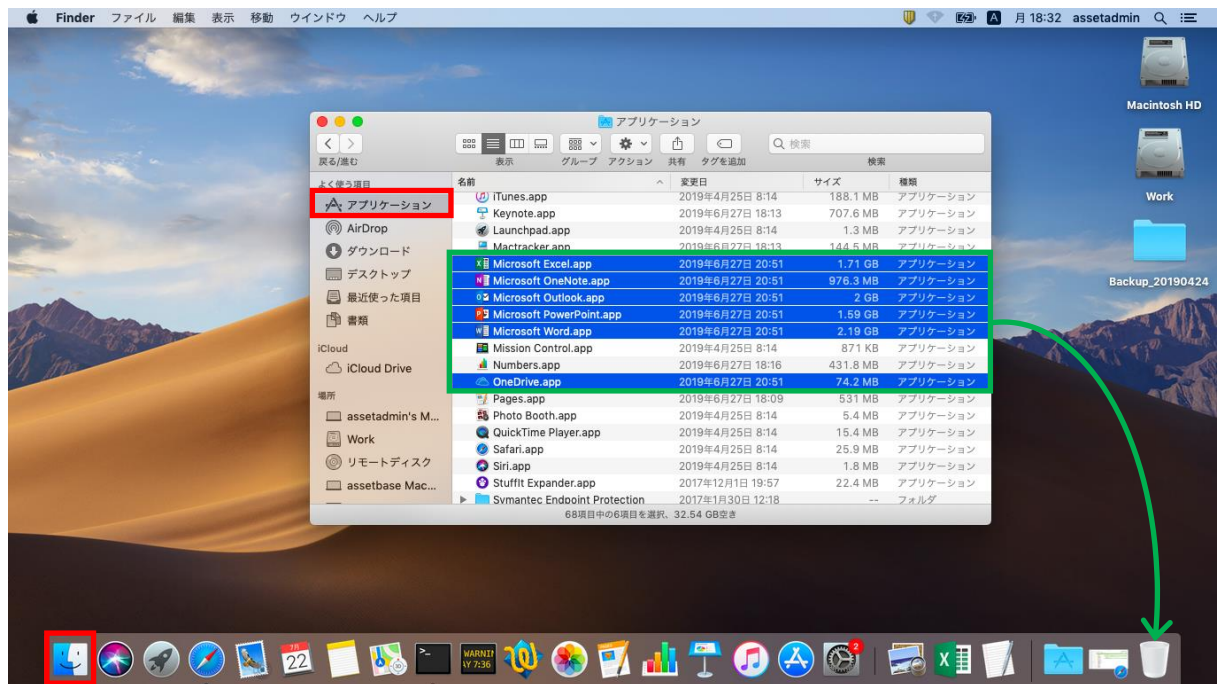 Finder ファイル 編集 表示 移動 ウインドウ ヘルプ
A 月 18:32 assetadmin
Macintosh HD
Work
Backup_20190424
アプリケーション
検索
戻る/進む 表示 グループ アクション 共有 タグを追加 検索
よく使う項目
アプリケーション
AirDrop
ダウンロード
デスクトップ
最近使った項目
書類
iCloud
iCloud Drive
場所
assetadmin's M...
Work
リモートディスク
assetbase Mac...
名前 変更日 サイズ 種類
iTunes.app 2019年4月25日 8:14 188.1 MB アプリケーション
Keynote.app 2019年6月27日 18:13 707.6 MB アプリケーション
Launchpad.app 2019年4月25日 8:14 1.3 MB アプリケーション
Mactracker.app 2019年6月27日 18:13 144.5 MB アプリケーション
Microsoft Excel.app 2019年6月27日 20:51 1.71 GB アプリケーション
Microsoft OneNote.app 2019年6月27日 20:51 976.3 MB アプリケーション
Microsoft Outlook.app 2019年6月27日 20:51 2 GB アプリケーション
Microsoft PowerPoint.app 2019年6月27日 20:51 1.59 GB アプリケーション
Microsoft Word.app 2019年6月27日 20:51 2.19 GB アプリケーション
Mission Control.app 2019年4月25日 8:14 871 KB アプリケーション
Numbers.app 2019年6月27日 18:16 431.8 MB アプリケーション
OneDrive.app 2019年6月27日 20:51 74.2 MB アプリケーション
Pages.app 2019年6月27日 18:09 531 MB アプリケーション
Photo Booth.app 2019年4月25日 8:14 5.4 MB アプリケーション
QuickTime Player.app 2019年4月25日 8:14 15.4 MB アプリケーション
Safari.app 2019年4月25日 8:14 25.9 MB アプリケーション
Siri.app 2019年4月25日 8:14 1.8 MB アプリケーション
StuffIt Expander.app 2017年12月1日 19:57 22.4 MB アプリケーション
Symantec Endpoint Protection 2017年1月30日 12:18 -- フォルダ
68項目中の6項目を選択、32.54 GB空き
7月
22
WARNIN
AY 7:36
2